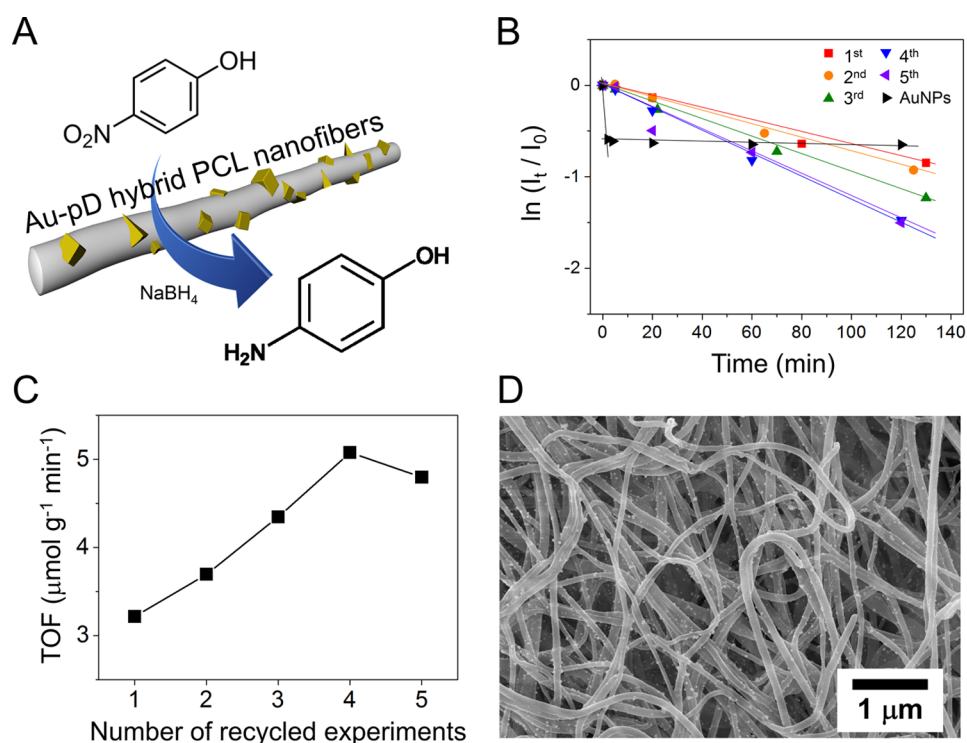 A
OH
O₂N
Au-pD hybrid PCL nanofibers
NaBH₄
OH
H₂N
B
ln (Iₜ / I₀)
0
-1
-2
1ˢᵗ
2ⁿᵈ
3ʳᵈ
4ᵗʰ
5ᵗʰ
AuNPs
0 20 40 60 80 100 120 140
Time (min)
C
TOF (μmol g⁻¹ min⁻¹)
5
4
3
1 2 3 4 5
Number of recycled experiments
D
1 μm